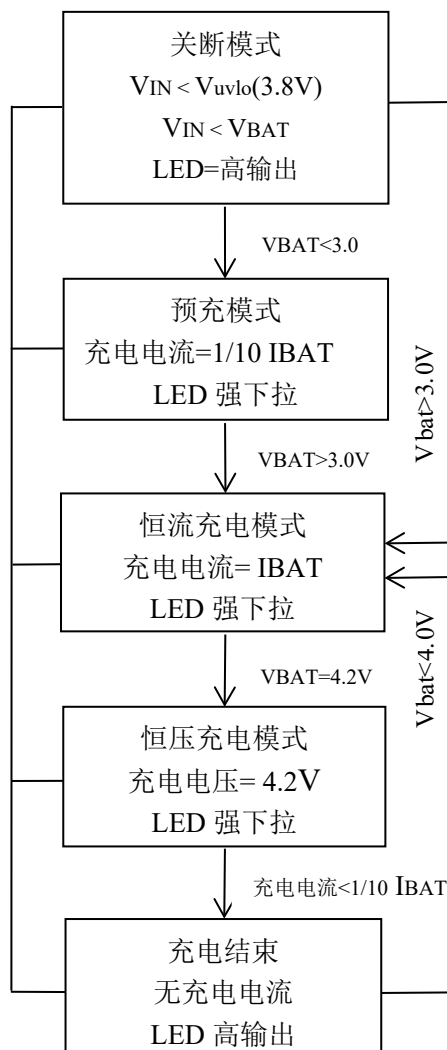 关断模式
VIN < Vuvlo(3.8V)
VIN < VBAT
LED=高输出
VBAT<3.0
预充模式
充电电流=1/10 IBAT
LED 强下拉
Vbat>3.0V
VBAT>3.0V
恒流充电模式
充电电流= IBAT
LED 强下拉
Vbat<4.0V
VBAT=4.2V
恒压充电模式
充电电压= 4.2V
LED 强下拉
充电电流<1/10 IBAT
充电结束
无充电电流
LED 高输出